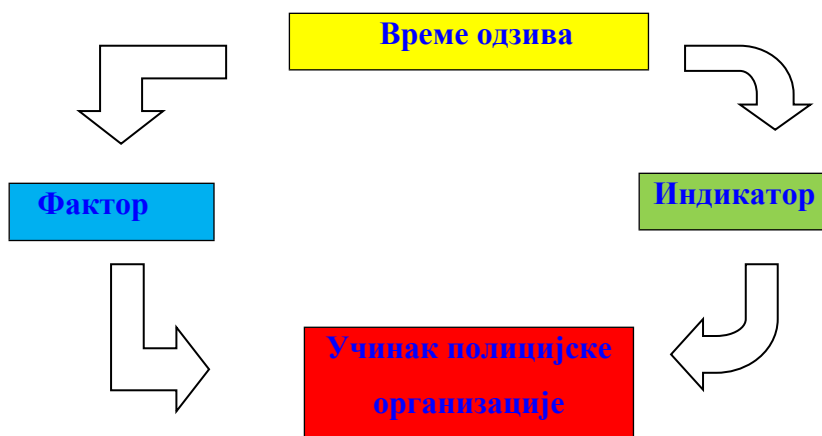 Време одзива
Фактор
Индикатор
Учинак полицијске
организације